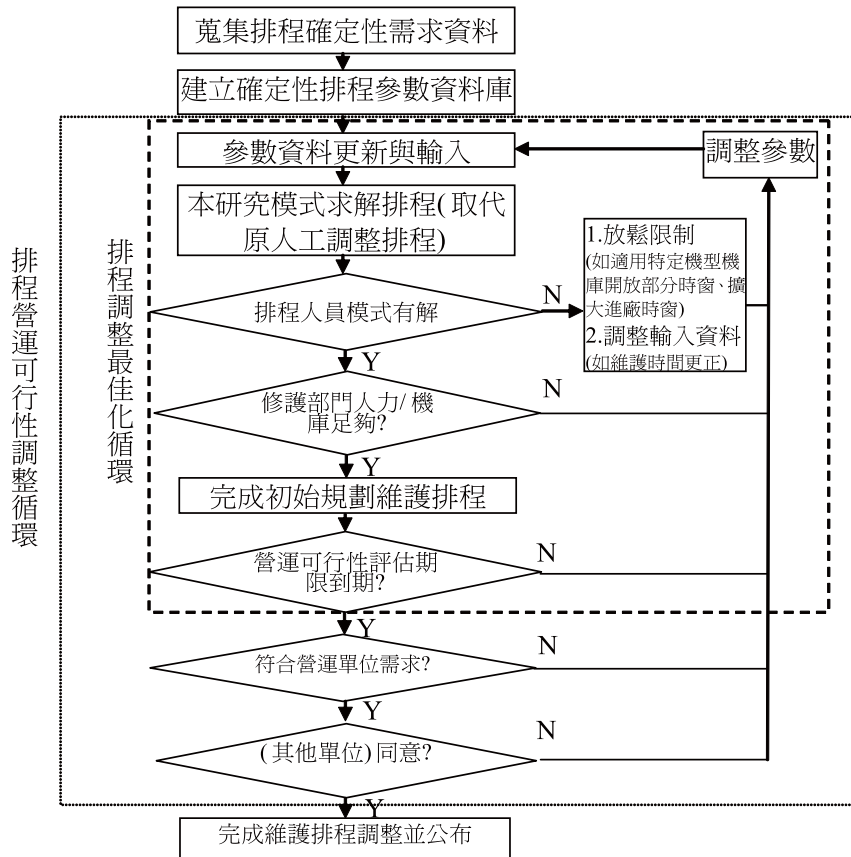 蒐集排程確定性需求資料
建立確定性排程參數資料庫
參數資料更新與輸入
調整參數
本研究模式求解排程( 取代
原人工調整排程)
1.放鬆限制
(如適用特定機型機
庫開放部分時窗、擴
大進廠時窗)
2.調整輸入資料
(如維護時間更正)
排程人員模式有解
N
Y
修護部門人力/ 機
庫足夠?
N
Y
完成初始規劃維護排程
營運可行性評估期
限到期?
N
Y
符合營運單位需求?
N
Y
( 其他單位) 同意?
N
Y
完成維護排程調整並公布
排程調整最佳化循環
排程營運可行性調整循環